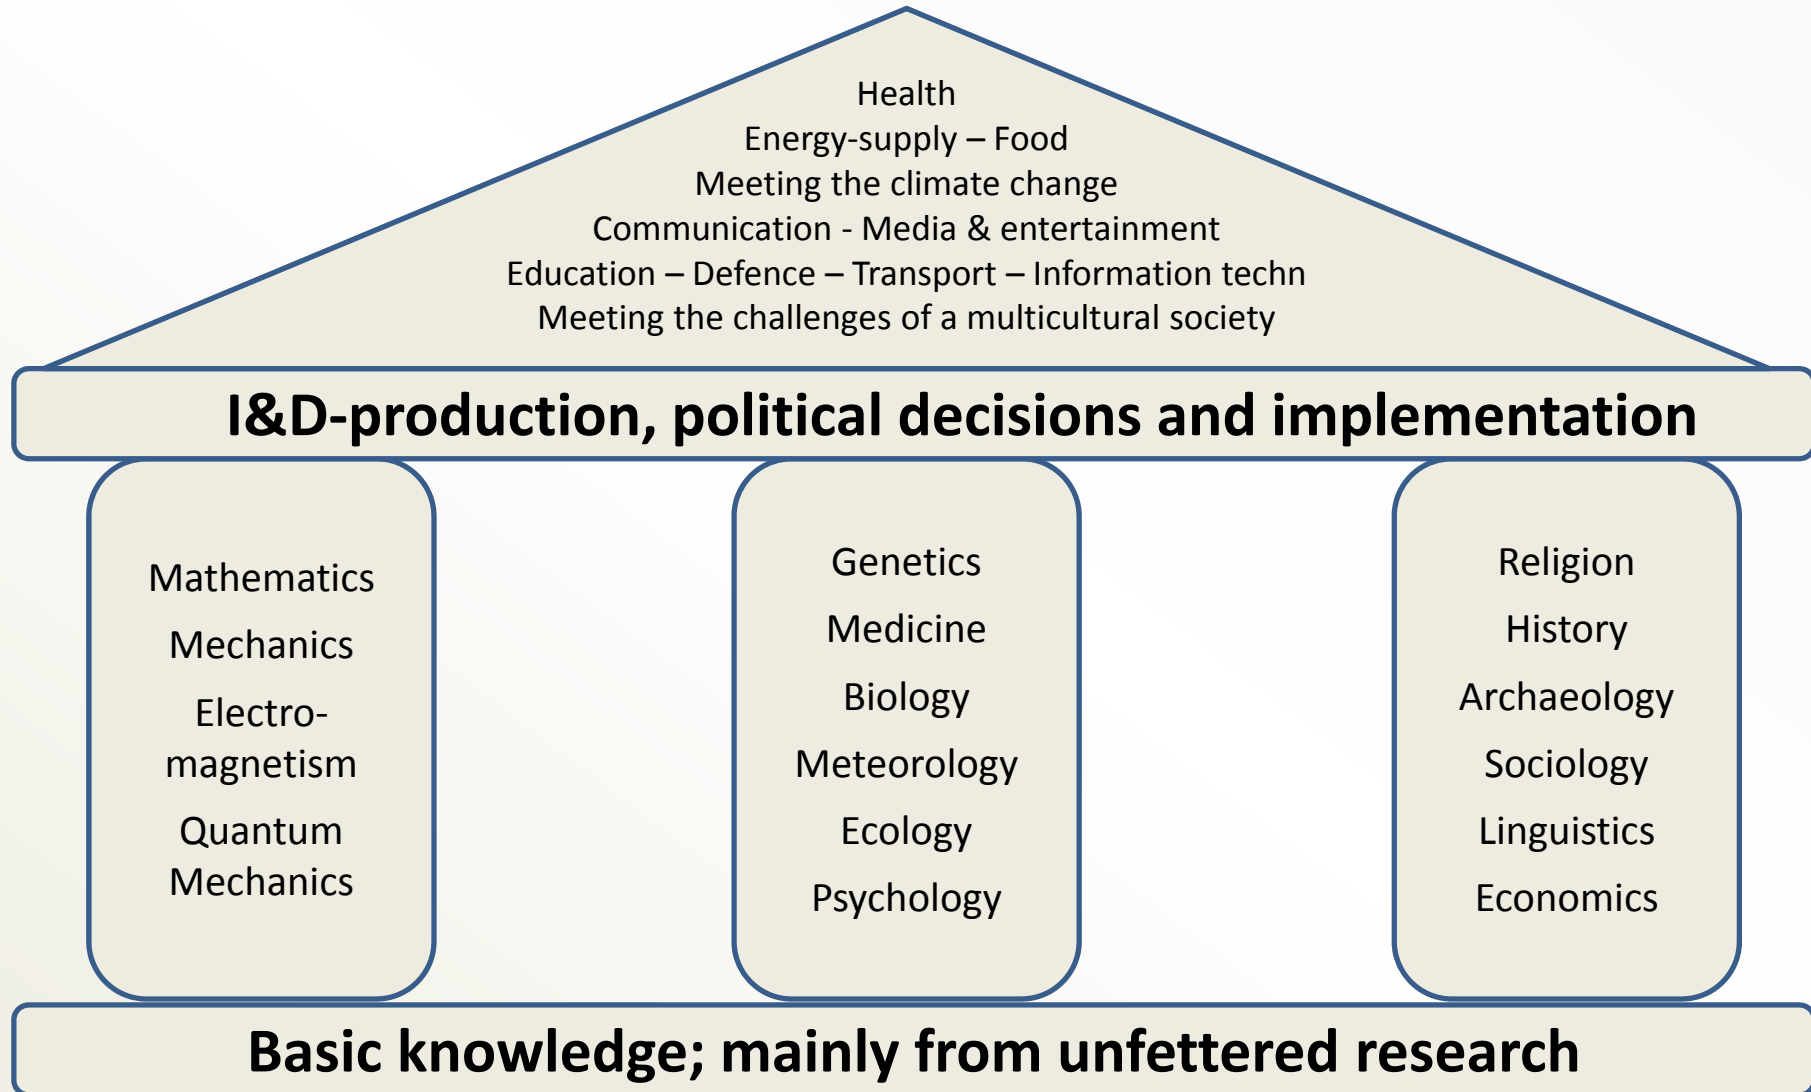 Health
Energy-supply – Food
Meeting the climate change
Communication - Media & entertainment
Education – Defence – Transport – Information techn
Meeting the challenges of a multicultural society
I&D-production, political decisions and implementation
Mathematics
Mechanics
Electro-
magnetism
Quantum
Mechanics
Genetics
Medicine
Biology
Meteorology
Ecology
Psychology
Religion
History
Archaeology
Sociology
Linguistics
Economics
Basic knowledge; mainly from unfettered research